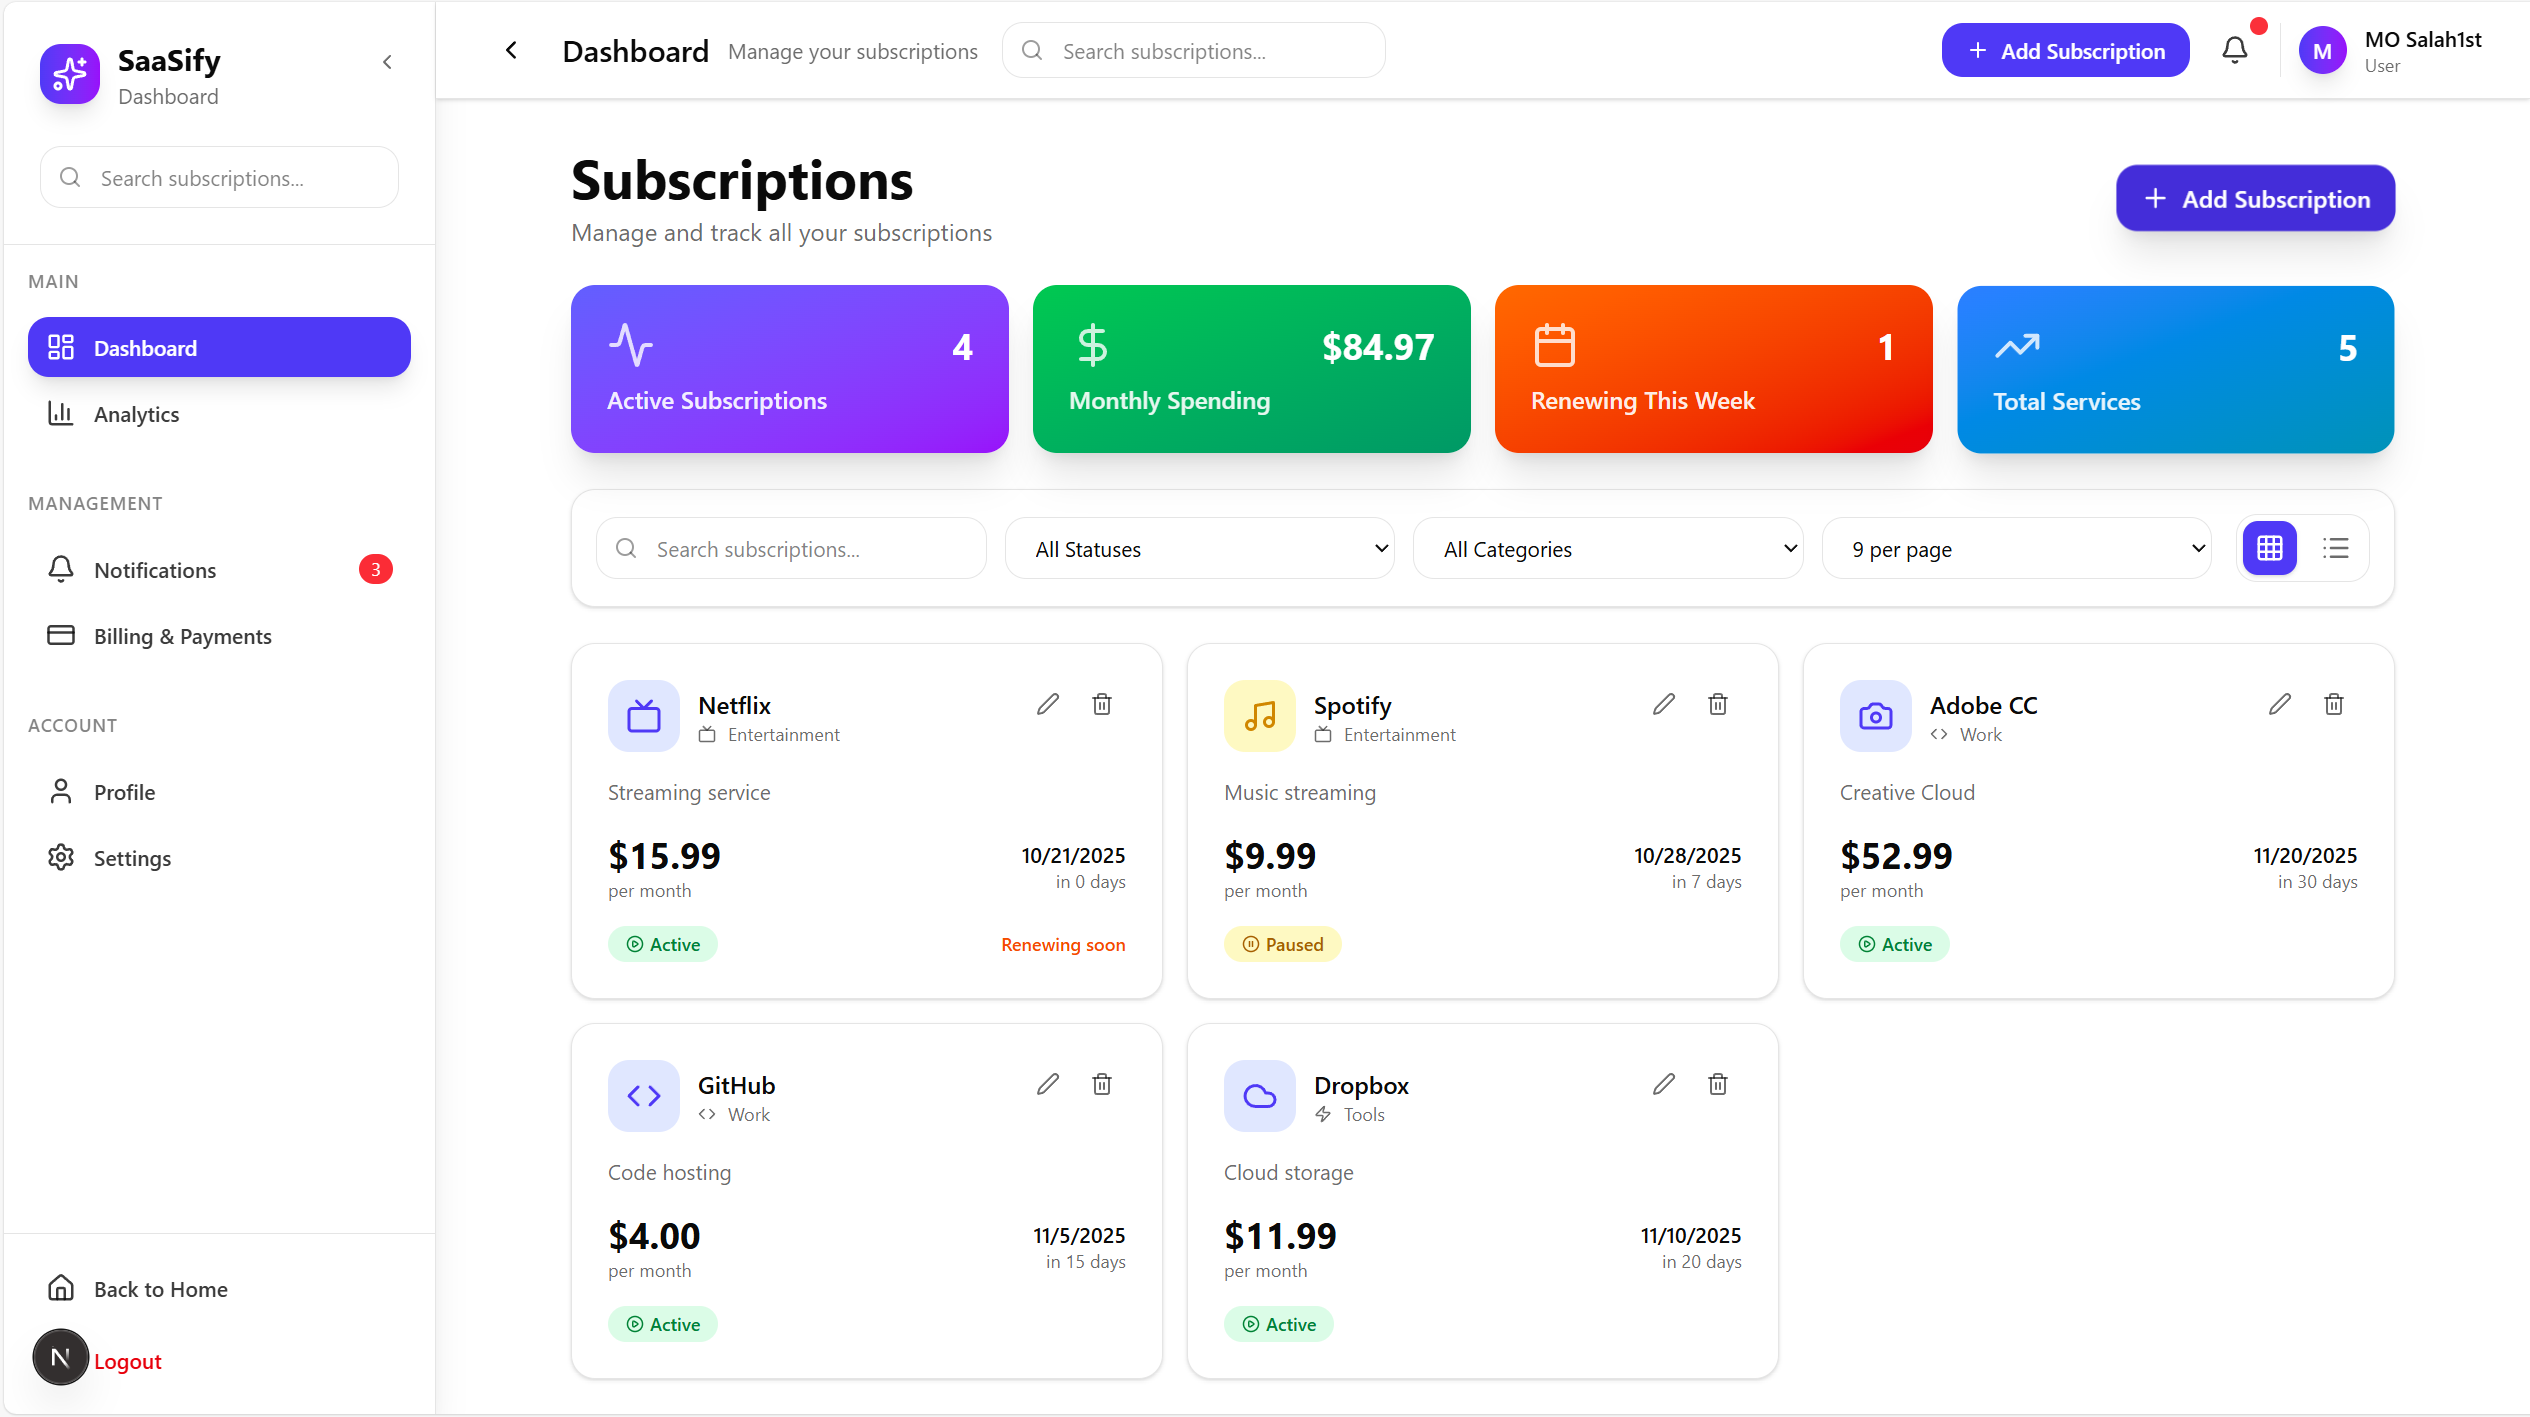 SaaSify
Dashboard
Search subscriptions...
MAIN
Dashboard
Analytics
MANAGEMENT
Notifications
3
Billing & Payments
ACCOUNT
Profile
Settings
Back to Home
N
Logout
Dashboard
Manage your subscriptions
Search subscriptions...
Add Subscription
M
MO Salah1st
User
Subscriptions
Manage and track all your subscriptions
Add Subscription
4
Active Subscriptions
$84.97
Monthly Spending
1
Renewing This Week
5
Total Services
Search subscriptions...
All Statuses
All Categories
9 per page
Netflix
Entertainment
Streaming service
$15.99
per month
10/21/2025
in 0 days
Active
Renewing soon
Spotify
Entertainment
Music streaming
$9.99
per month
10/28/2025
in 7 days
Paused
Adobe CC
Work
Creative Cloud
$52.99
per month
11/20/2025
in 30 days
Active
GitHub
Work
Code hosting
$4.00
per month
11/5/2025
in 15 days
Active
Dropbox
Tools
Cloud storage
$11.99
per month
11/10/2025
in 20 days
Active